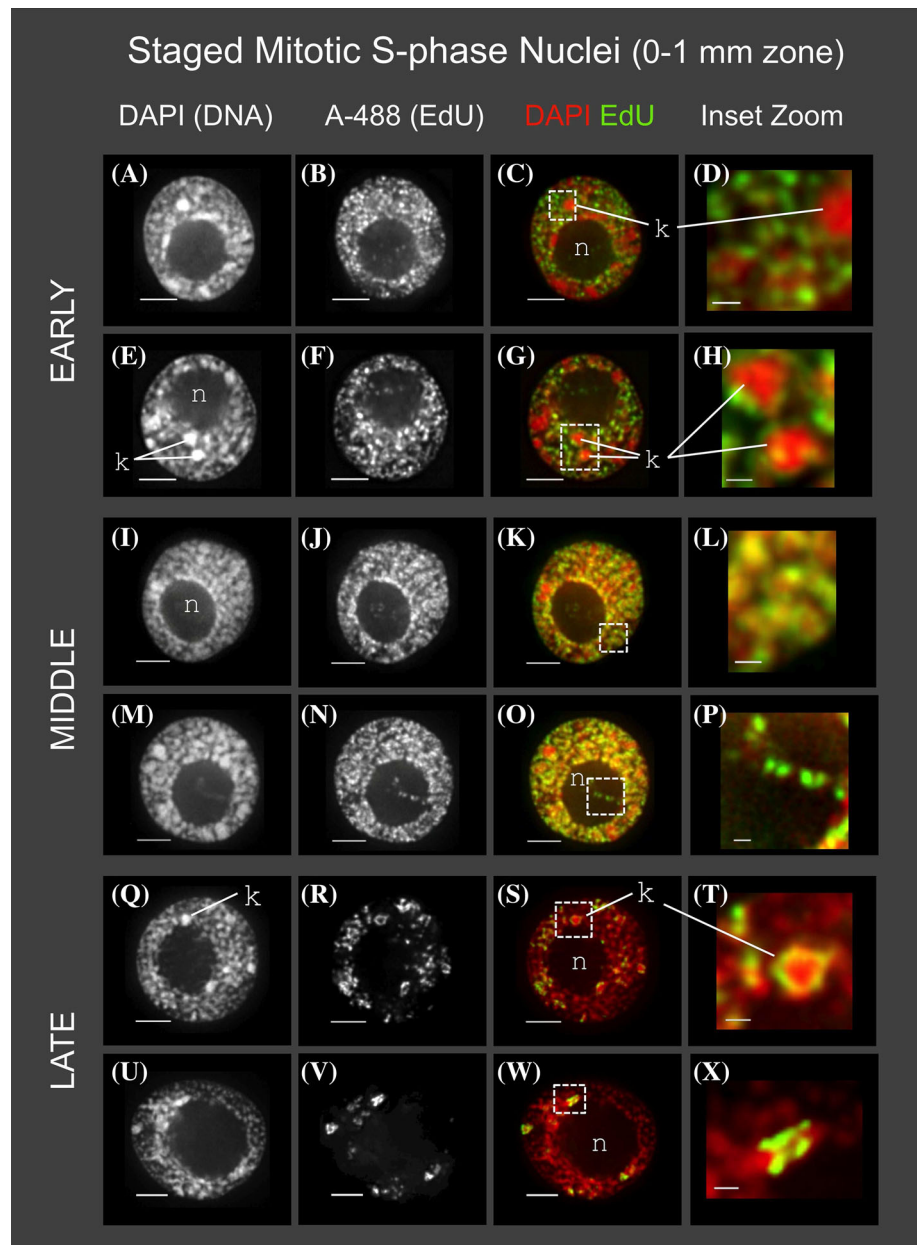 Staged Mitotic S-phase Nuclei (0-1 mm zone)
DAPI (DNA) A-488 (EdU) DAPI EdU Inset Zoom
EARLY
(A) (B) (C) (D)
n k
(E) (F) (G) (H)
n k k
MIDDLE
(I) (J) (K) (L)
n
(M) (N) (O) (P)
n
LATE
(Q) (R) (S) (T)
k n k
(U) (V) (W) (X)
n